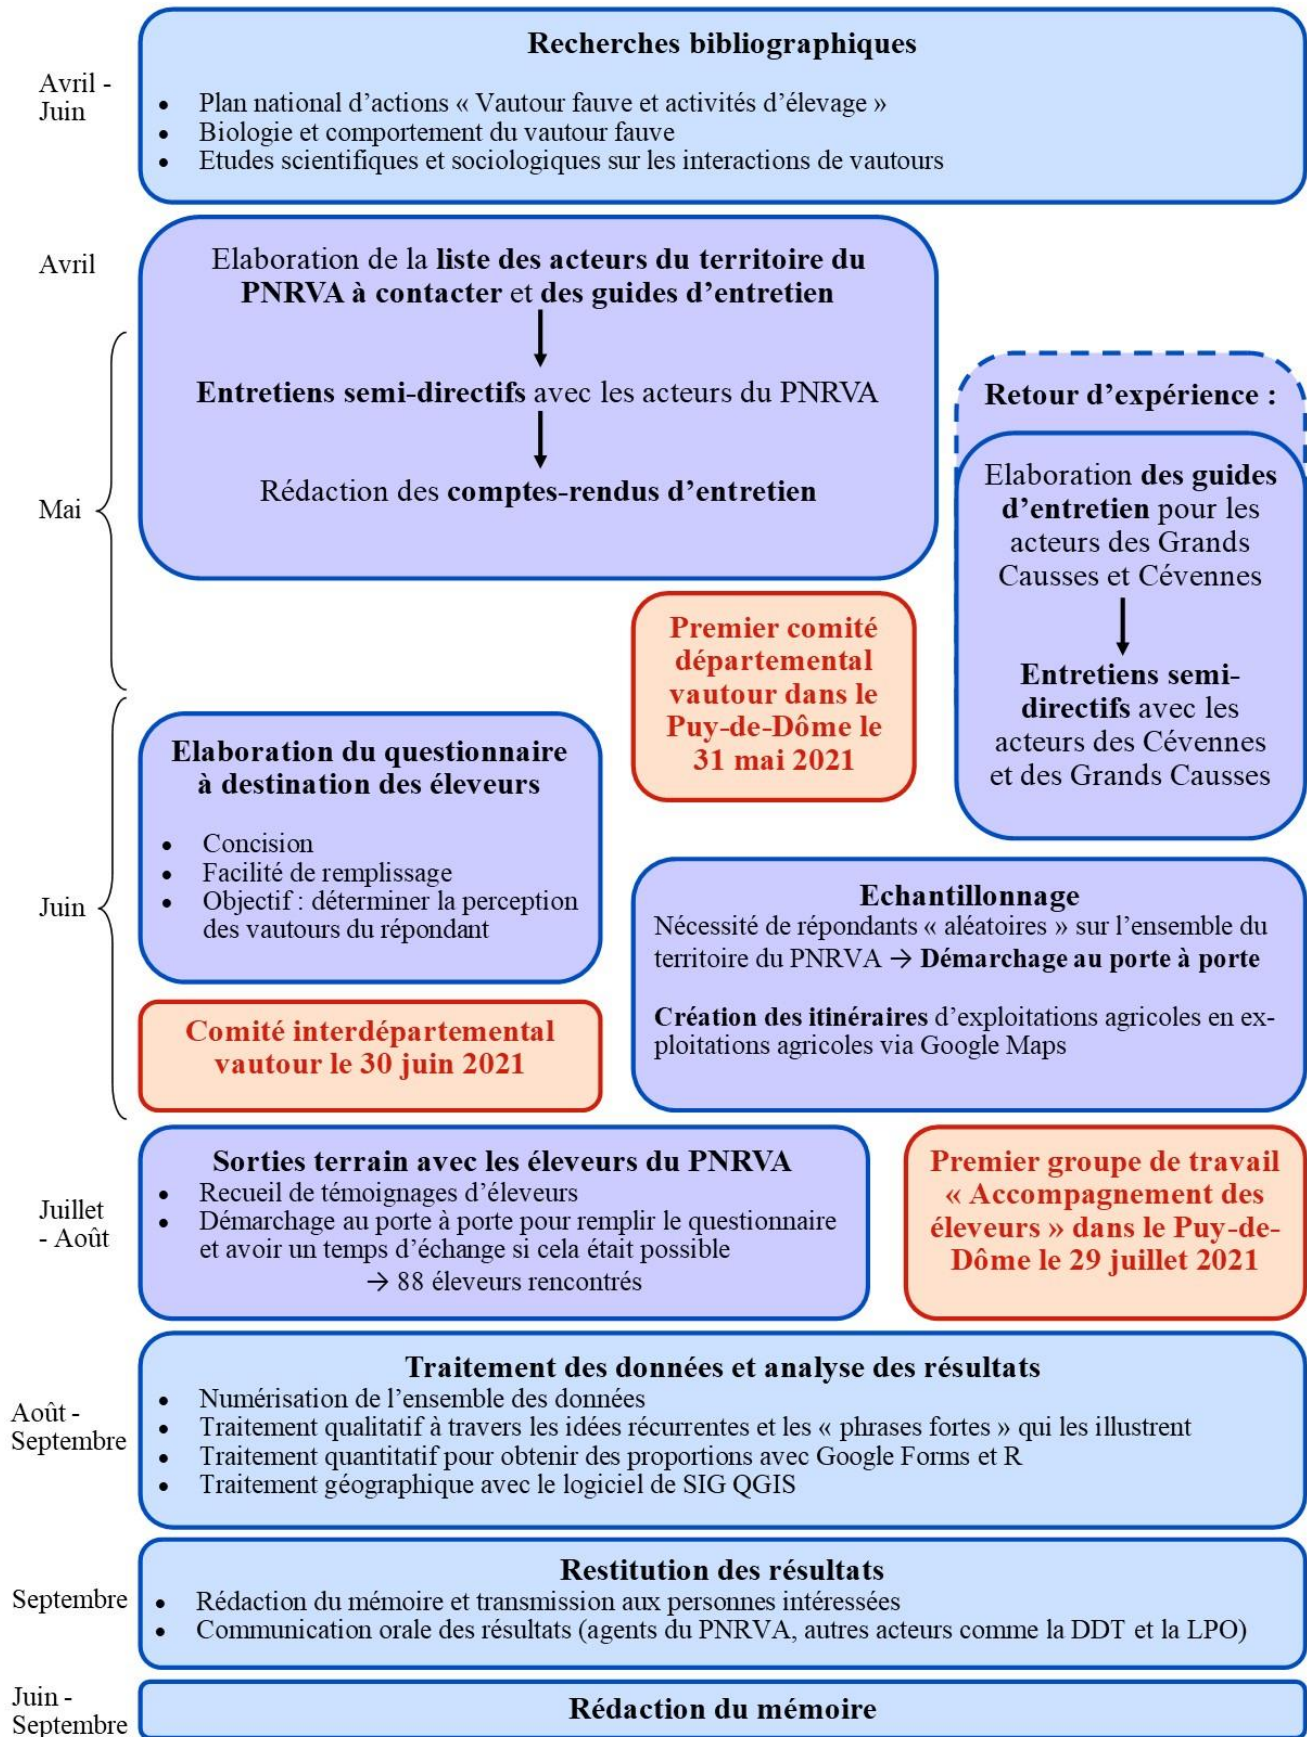 Recherches bibliographiques
Avril -
Juin
• Plan national d’actions « Vautour fauve et activités d’élevage »
• Biologie et comportement du vautour fauve
• Etudes scientifiques et sociologiques sur les interactions de vautours
Avril
Elaboration de la liste des acteurs du territoire du
PNRVA à contacter et des guides d’entretien
Entretiens semi-directifs avec les acteurs du PNRVA
Rédaction des comptes-rendus d’entretien
Mai
Retour d’expérience :
Elaboration des guides
d’entretien pour les
acteurs des Grands
Causses et Cévennes
Entretiens semi-
directifs avec les
acteurs des Cévennes
et des Grands Causses
Premier comité
départemental
vautour dans le
Puy-de-Dôme le
31 mai 2021
Juin
Elaboration du questionnaire
à destination des éleveurs
• Concision
• Facilité de remplissage
• Objectif : déterminer la perception
des vautours du répondant
Echantillonnage
Nécessité de répondants « aléatoires » sur l’ensemble du
territoire du PNRVA → Démarchage au porte à porte
Création des itinéraires d’exploitations agricoles en ex-
ploitations agricoles via Google Maps
Comité interdépartemental
vautour le 30 juin 2021
Juillet
- Août
Sorties terrain avec les éleveurs du PNRVA
• Recueil de témoignages d’éleveurs
• Démarchage au porte à porte pour remplir le questionnaire
et avoir un temps d’échange si cela était possible
→ 88 éleveurs rencontrés
Premier groupe de travail
« Accompagnement des
éleveurs » dans le Puy-de-
Dôme le 29 juillet 2021
Août -
Septembre
Traitement des données et analyse des résultats
• Numérisation de l’ensemble des données
• Traitement qualitatif à travers les idées récurrentes et les « phrases fortes » qui les illustrent
• Traitement quantitatif pour obtenir des proportions avec Google Forms et R
• Traitement géographique avec le logiciel de SIG QGIS
Septembre
Restitution des résultats
• Rédaction du mémoire et transmission aux personnes intéressées
• Communication orale des résultats (agents du PNRVA, autres acteurs comme la DDT et la LPO)
Juin -
Septembre
Rédaction du mémoire